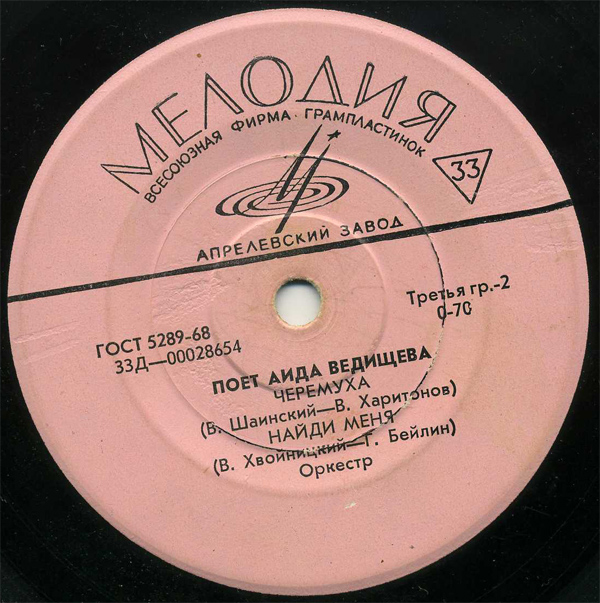 МЕЛОДИЯ
ВСЕСОЮЗНАЯ ФИРМА ГРАМПЛАСТИНОК
33
АПРЕЛЕВСКИЙ ЗАВОД
Третья гр.-2
0-70
ГОСТ 5289-68
33Д—00028654
ПОЕТ АИДА ВЕДИЩЕВА
ЧЕРЕМУХА
(В. Шаинский—В. Харитонов)
НАЙДИ МЕНЯ
(В. Хвойницкий—Г. Бейлин)
Оркестр